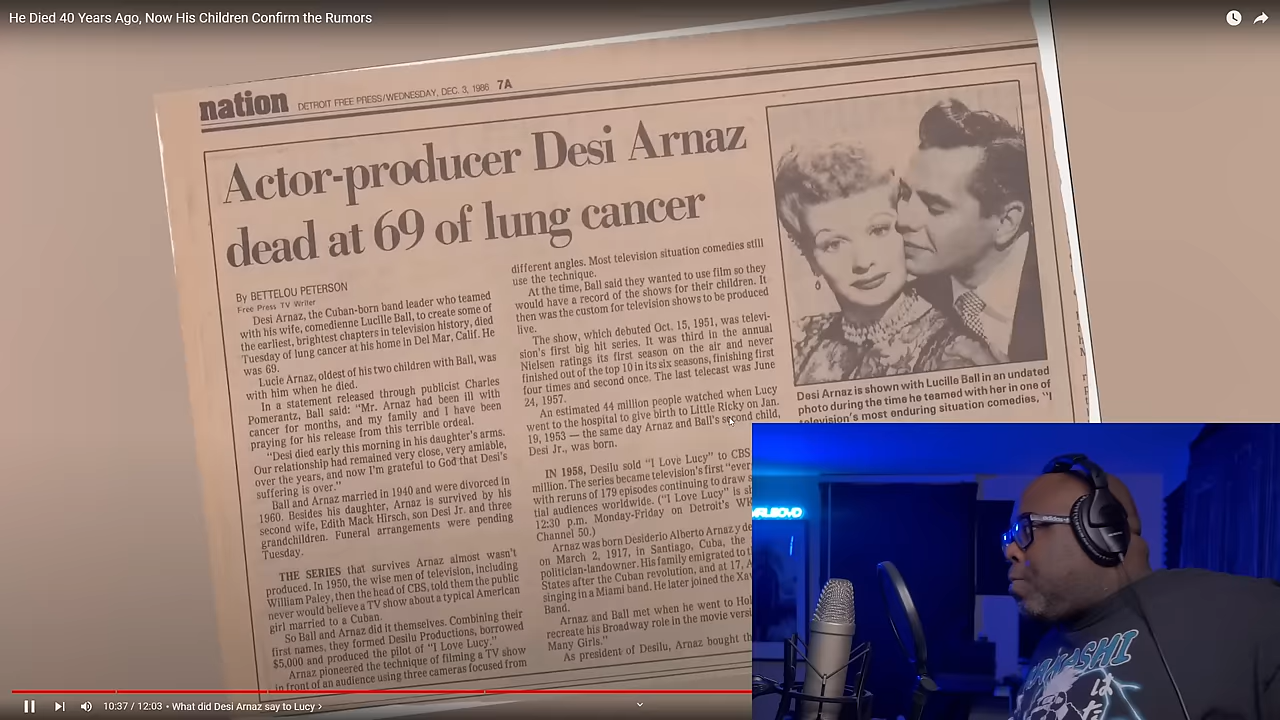 He Died 40 Years Ago, Now His Children Confirm the Rumors
nation DETROIT FREE PRESS/WEDNESDAY, DEC. 3, 1986 7A
Actor-producer Desi Arnaz
dead at 69 of lung cancer
By BETTELOU PETERSON
Free Press TV Writer
Desi Arnaz, the Cuban-born band leader who teamed
with his wife, comedienne Lucille Ball, to create some of
the earliest, brightest chapters in television history, died
Tuesday of lung cancer at his home in Del Mar, Calif. He
was 69.
Lucie Arnaz, oldest of his two children with Ball, was
with him when he died.
In a statement released through publicist Charles
Pomerantz, Ball said: "Mr. Arnaz had been ill with
cancer for months, and my family and I have been
praying for his release from this terrible ordeal.
"Desi died early this morning in his daughter's arms.
Our relationship had remained very close, very amiable,
over the years, and now I'm grateful to God that Desi's
suffering is over."
Ball and Arnaz married in 1940 and were divorced in
1960. Besides his daughter, Arnaz is survived by his
second wife, Edith Mack Hirsch, son Desi Jr. and three
grandchildren. Funeral arrangements were pending
Tuesday.
THE SERIES that survives Arnaz almost wasn't
produced. In 1950, the wise men of television, including
William Paley, then the head of CBS, told them the public
never would believe a TV show about a typical American
girl married to a Cuban.
So Ball and Arnaz did it themselves. Combining their
first names, they formed Desilu Productions, borrowed
$5,000 and produced the pilot of "I Love Lucy."
Arnaz pioneered the technique of filming a TV show
in front of an audience using three cameras focused from
different angles. Most television situation comedies still
use the technique.
At the time, Ball said they wanted to use film so they
would have a record of the shows for their children. It
then was the custom for television shows to be produced
live.
The show, which debuted Oct. 15, 1951, was televi-
sion's first big hit series. It was third in the annual
Nielsen ratings its first season on the air and never
finished out of the top 10 in its six seasons, finishing first
four times and second once. The last telecast was June
24, 1957.
An estimated 44 million people watched when Lucy
went to the hospital to give birth to Little Ricky on Jan.
19, 1953 — the same day Arnaz and Ball's second child,
Desi Jr., was born.
IN 1958, Desilu sold "I Love Lucy" to CBS
million. The series became television's first "ever
with reruns of 179 episodes continuing to draw s
tial audiences worldwide. ("I Love Lucy" is sh
12:30 p.m. Monday-Friday on Detroit's WK
Channel 50.)
Arnaz was born Desiderio Alberto Arnaz y de
on March 2, 1917, in Santiago, Cuba, the
politician-landowner. His family emigrated to t
States after the Cuban revolution, and at 17, A
singing in a Miami band. He later joined the Xav
Band.
Arnaz and Ball met when he went to Hol
recreate his Broadway role in the movie versi
Many Girls."
As president of Desilu, Arnaz bought th
Desi Arnaz is shown with Lucille Ball in an undated
photo during the time he teamed with her in one of
television's most enduring situation comedies, "I
10:37 / 12:03 • What did Desi Arnaz say to Lucy >